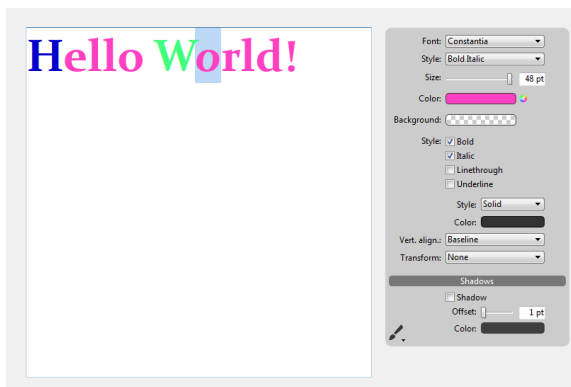 Hello World!
Font: Constantia
Style: Bold Italic
Size: 48 pt
Color:
Background:
Style: Bold
Italic
Linethrough
Underline
Style: Solid
Color:
Vert. align.: Baseline
Transform: None
Shadows
Shadow
Offset: 1 pt
Color: